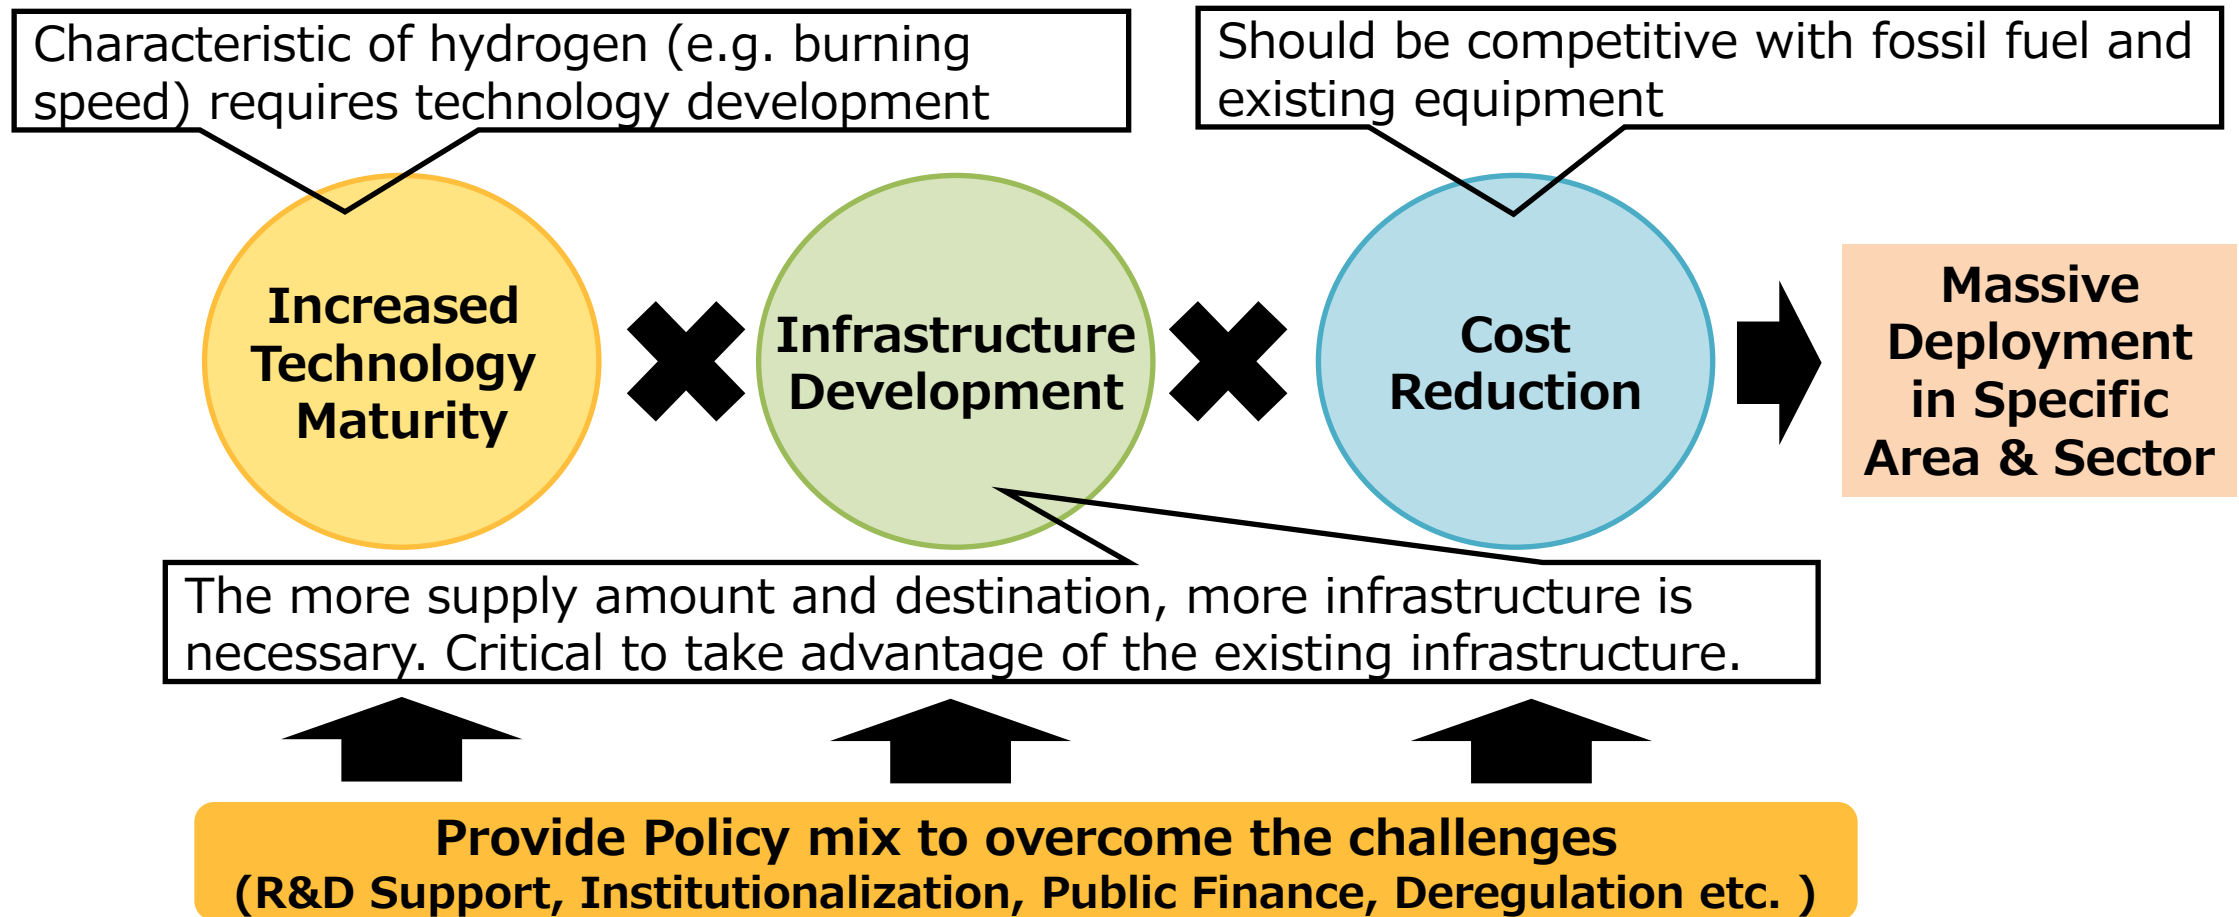 Characteristic of hydrogen (e.g. burning
speed) requires technology development
Should be competitive with fossil fuel and
existing equipment
Increased
Technology
Maturity
Infrastructure
Development
Cost
Reduction
Massive
Deployment
in Specific
Area & Sector
The more supply amount and destination, more infrastructure is
necessary. Critical to take advantage of the existing infrastructure.
Provide Policy mix to overcome the challenges
(R&D Support, Institutionalization, Public Finance, Deregulation etc. )